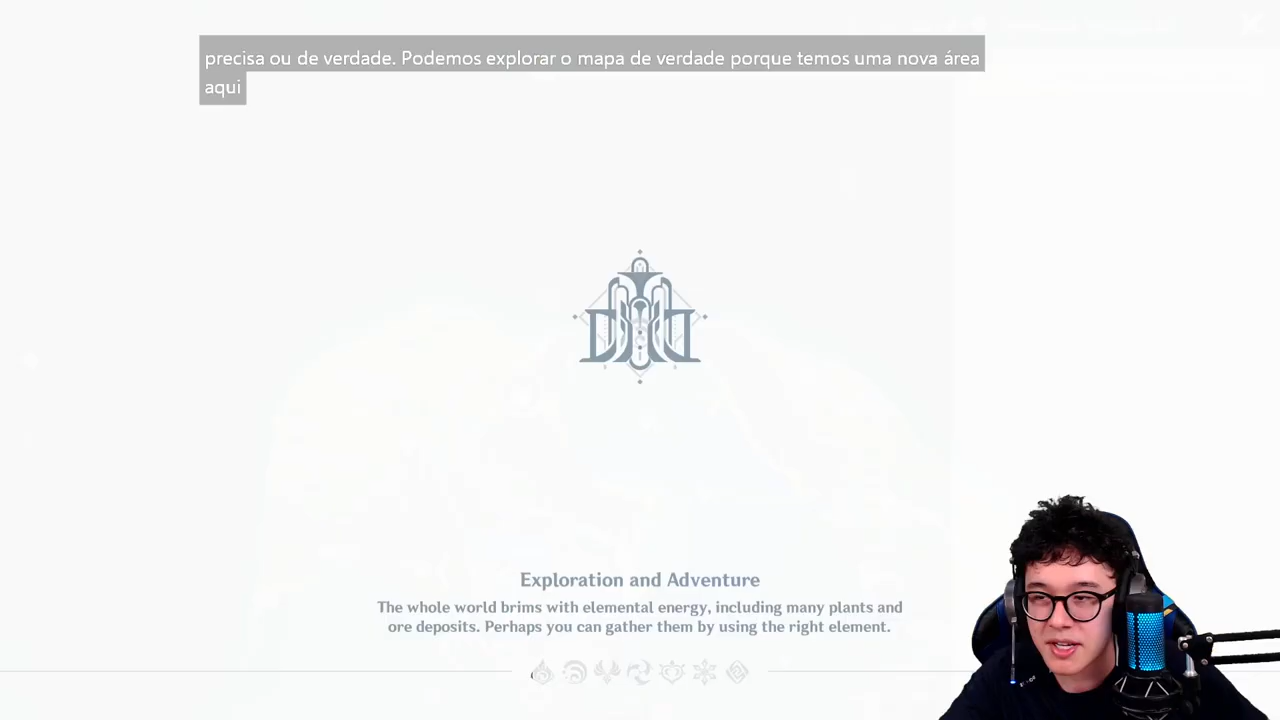 precisa ou de verdade. Podemos explorar o mapa de verdade porque temos uma nova área
aqui
Exploration and Adventure
The whole world brims with elemental energy, including many plants and
ore deposits. Perhaps you can gather them by using the right element.